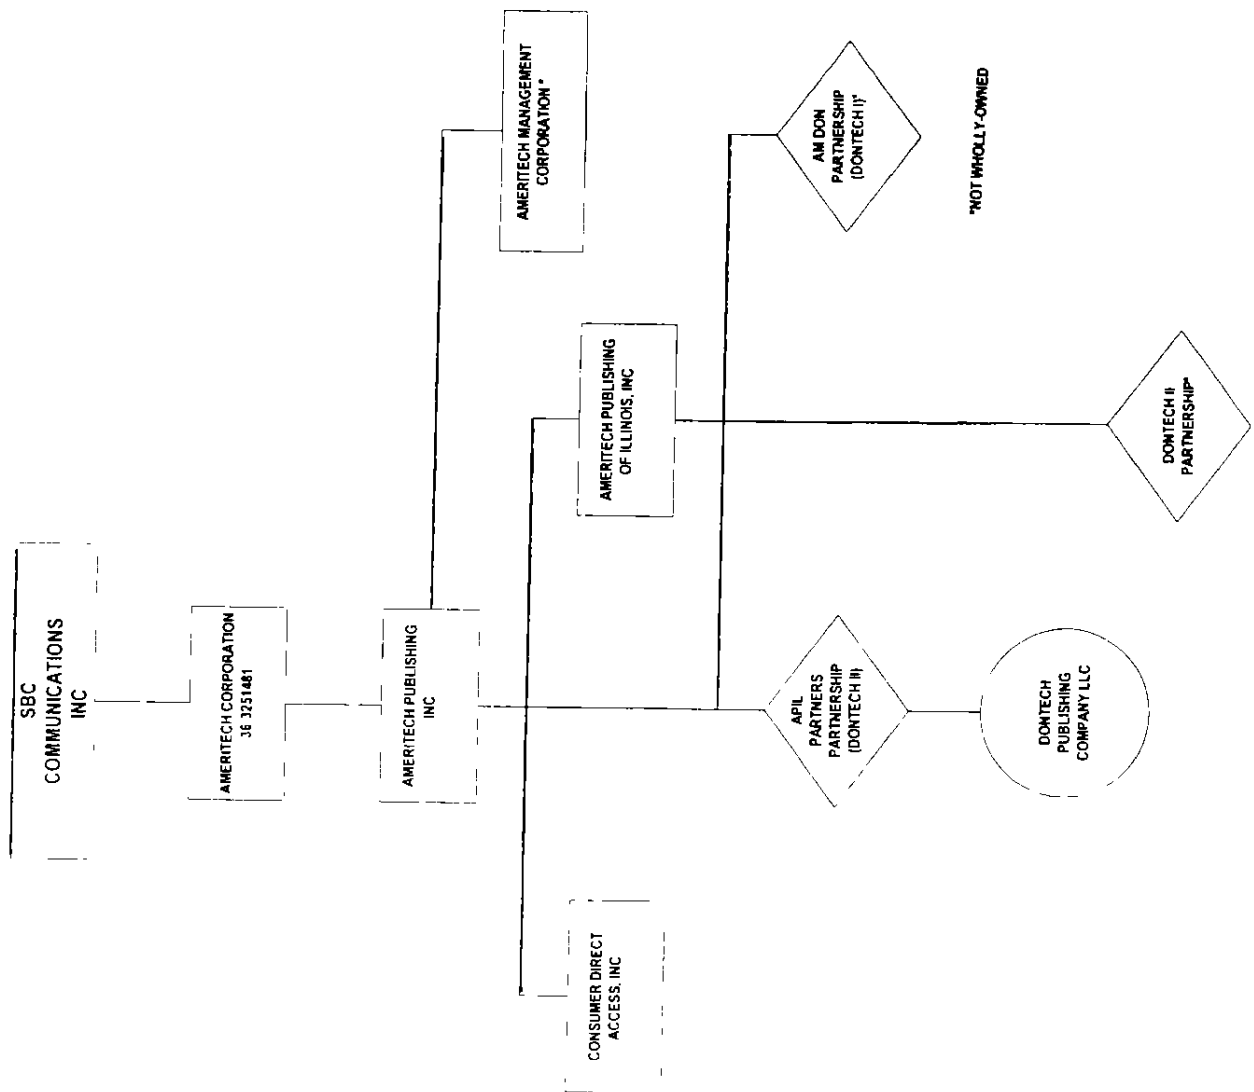 SBC
COMMUNICATIONS
INC
AMERITECH CORPORATION
36 3251481
AMERITECH PUBLISHING
INC
AMERITECH MANAGEMENT
CORPORATION *
CONSUMER DIRECT
ACCESS, INC
AMERITECH PUBLISHING
OF ILLINOIS, INC
APIL
PARTNERS
PARTNERSHIP
(DONTECH II)
AM DON
PARTNERSHIP
(DONTECH I)*
DONTECH
PUBLISHING
COMPANY LLC
DONTECH II
PARTNERSHIP*
*NOT WHOLLY-OWNED